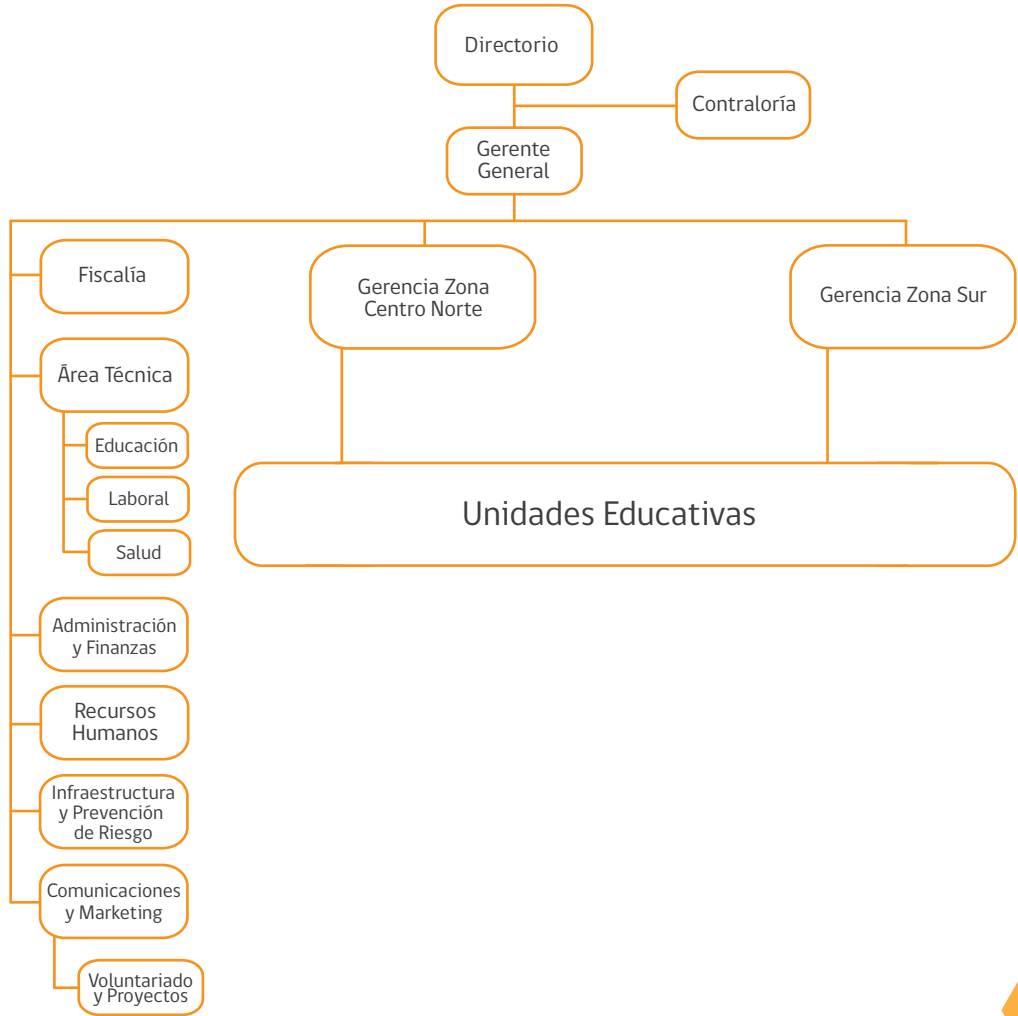 Directorio
Contraloría
Gerente
General
Fiscalía
Gerencia Zona
Centro Norte
Gerencia Zona Sur
Área Técnica
Educación
Laboral
Salud
Unidades Educativas
Administración
y Finanzas
Recursos
Humanos
Infraestructura
y Prevención
de Riesgo
Comunicaciones
y Marketing
Voluntariado
y Proyectos